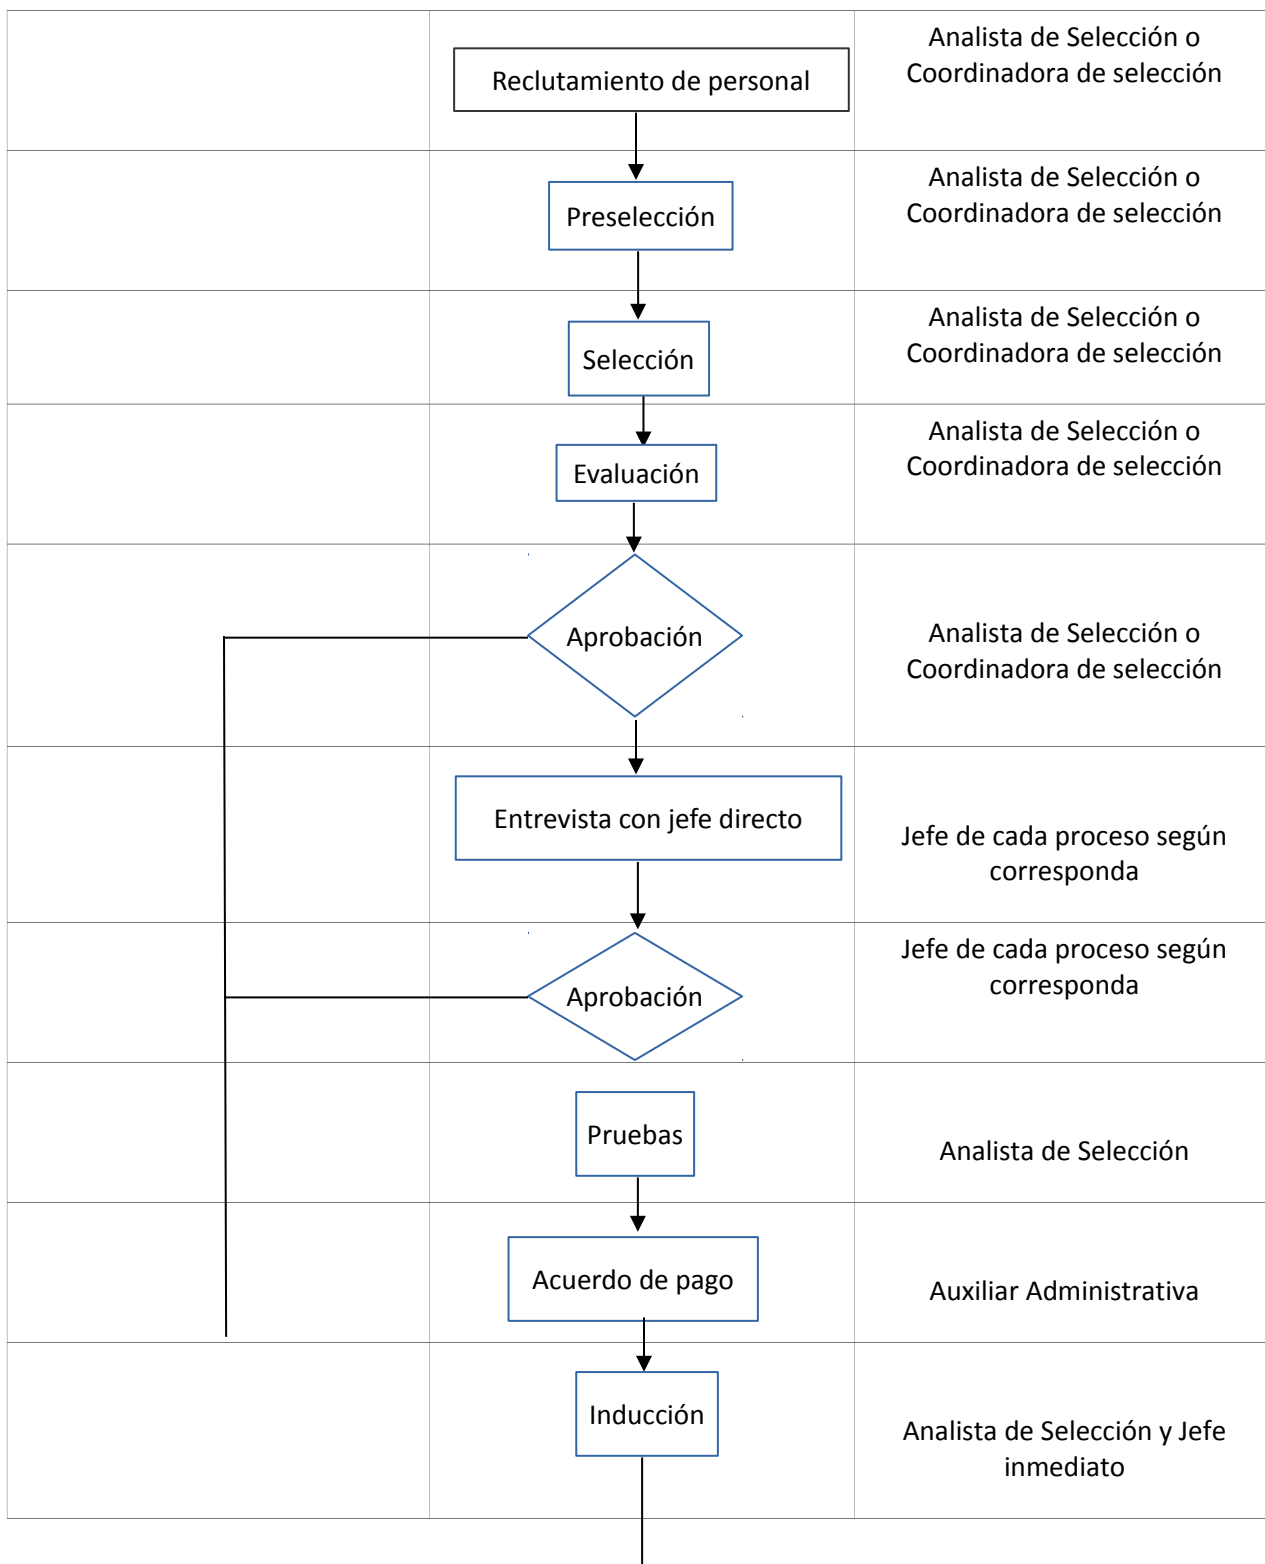 Reclutamiento de personal
Analista de Selección o
Coordinadora de selección
Preselección
Analista de Selección o
Coordinadora de selección
Selección
Analista de Selección o
Coordinadora de selección
Evaluación
Analista de Selección o
Coordinadora de selección
Aprobación
Analista de Selección o
Coordinadora de selección
Entrevista con jefe directo
Jefe de cada proceso según
corresponda
Aprobación
Jefe de cada proceso según
corresponda
Pruebas
Analista de Selección
Acuerdo de pago
Auxiliar Administrativa
Inducción
Analista de Selección y Jefe
inmediato